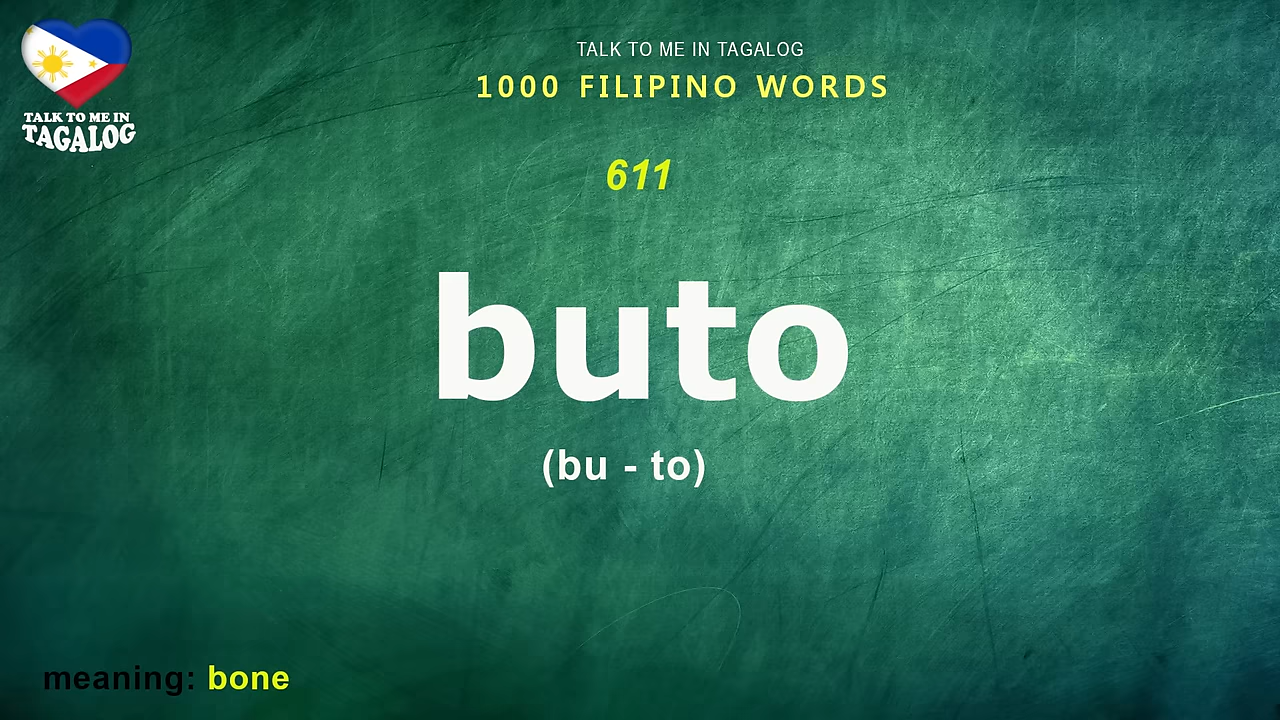 TALK TO ME IN
TAGALOG
TALK TO ME IN TAGALOG
1000 FILIPINO WORDS
611
buto
(bu - to)
meaning: bone